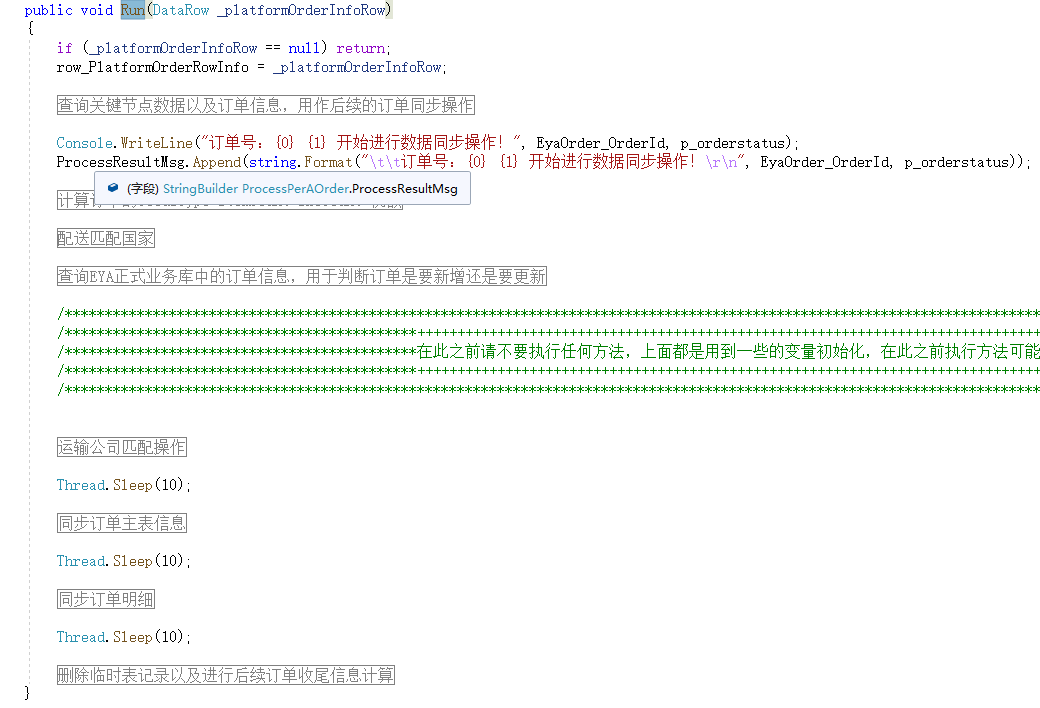 public void Run(DataRow _platformOrderInfoRow)
{
if (_platformOrderInfoRow == null) return;
row_PlatformOrderRowInfo = _platformOrderInfoRow;
查询关键节点数据以及订单信息，用作后续的订单同步操作
Console.WriteLine("订单号：{0} {1} 开始进行数据同步操作！", EyaOrder_OrderId, p_orderstatus);
ProcessResultMsg.Append(string.Format("\t\t订单号：{0} {1} 开始进行数据同步操作！\r\n", EyaOrder_OrderId, p_orderstatus));
(字段) StringBuilder ProcessPerAOrder.ProcessResultMsg
计算
配送匹配国家
查询EYA正式业务库中的订单信息，用于判断订单是要新增还是要更新
在此之前请不要执行任何方法，上面都是用到一些的变量初始化，在此之前执行方法可能
运输公司匹配操作
Thread.Sleep(10);
同步订单主表信息
Thread.Sleep(10);
同步订单明细
Thread.Sleep(10);
删除临时表记录以及进行后续订单收尾信息计算
}